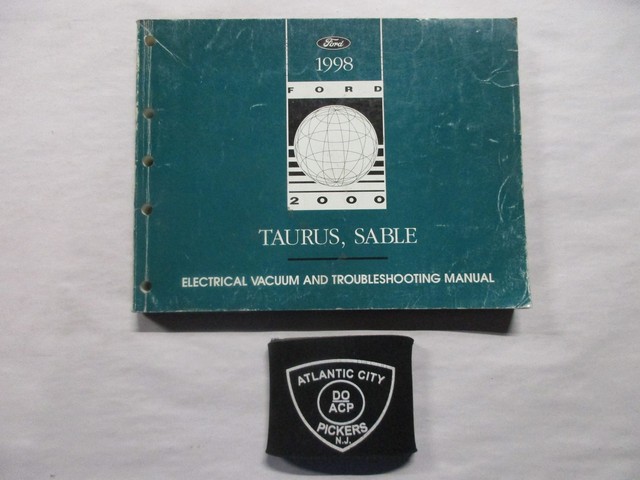 Ford
1998
FORD
2000
TAURUS, SABLE
ELECTRICAL VACUUM AND TROUBLESHOOTING MANUAL
ATLANTIC CITY
DO
ACP
PICKERS
N.J.